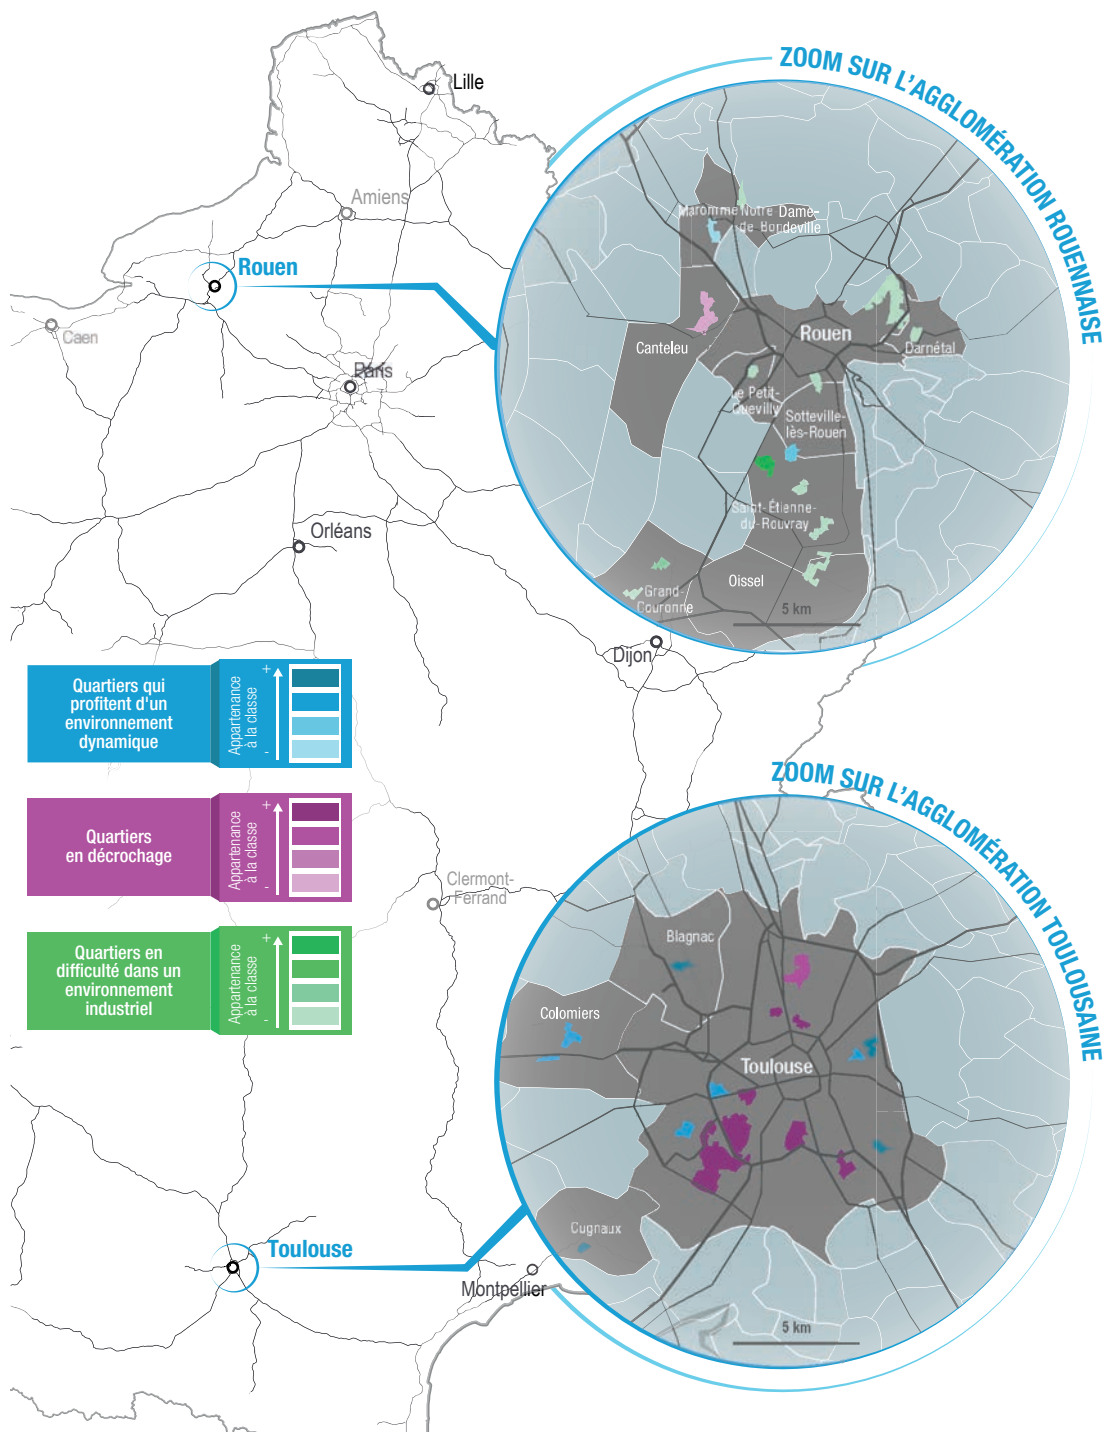 ZOOM SUR L'AGGLOMÉRATION ROUENNAISE
Lille
Amiens
Rouen
Caen
Paris
Orléans
Dijon
Maromme
Notre Dame-
de Bondeville
Canteleu
Rouen
Darnétal
Le Petit-
Quevilly
Sotteville-
lès-Rouen
Saint-Étienne-
du-Rouvray
Oissel
Grand-
Couronne
5 km
Quartiers qui
profitent d'un
environnement
dynamique
Appartenance
à la classe
+
-
Quartiers
en décrochage
Appartenance
à la classe
+
-
Quartiers en
difficulté dans un
environnement
industriel
Appartenance
à la classe
+
-
Clermont-
Ferrand
ZOOM SUR L'AGGLOMÉRATION TOULOUSAINE
Blagnac
Colomiers
Toulouse
Cugnaux
5 km
Toulouse
Montpellier